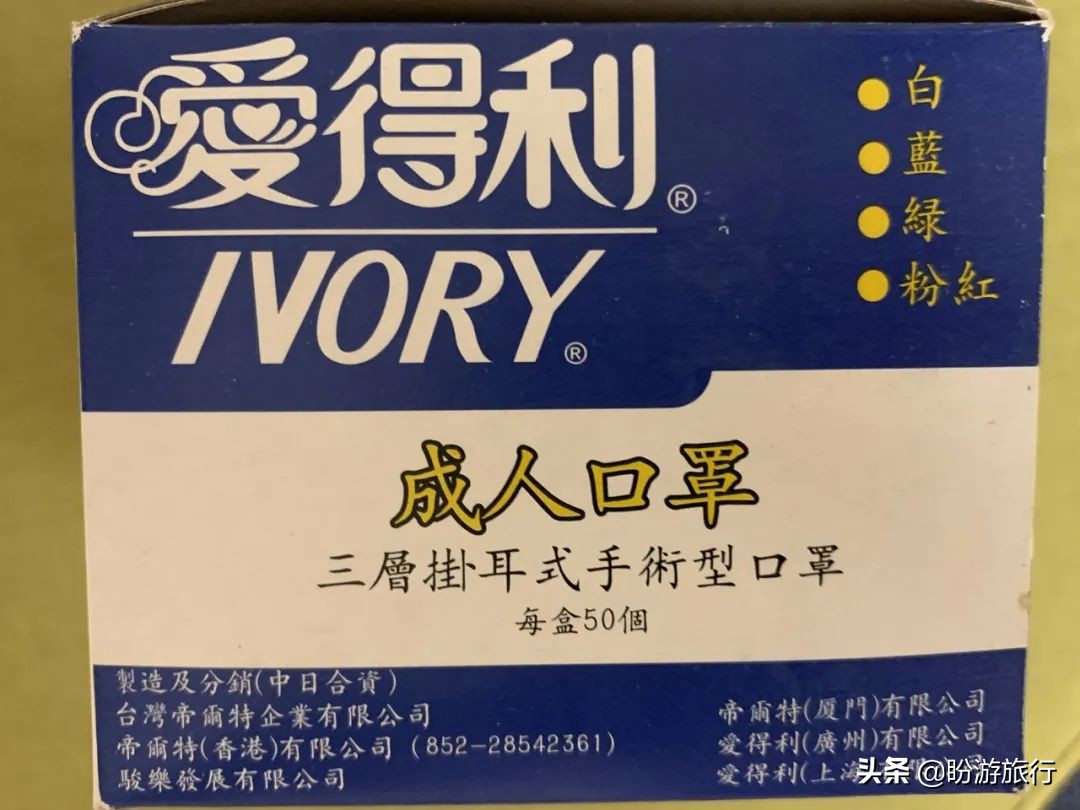 愛得利®
IVORY®
白
藍
緑
粉紅
成人口罩
三層掛耳式手術型口罩
每盒50個
製造及分銷(中日合資)
台灣帝爾特企業有限公司
帝爾特(香港)有限公司 (852-28542361)
駿樂發展有限公司
帝爾特(厦門)有限公司
愛得利(廣州)有限公司
愛得利(上海
头条 @盼游旅行